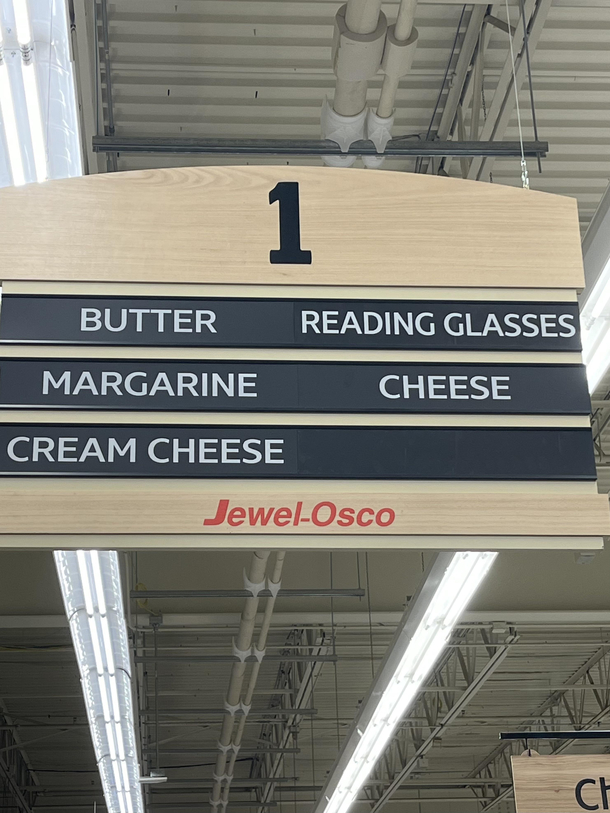 1
BUTTER READING GLASSES
MARGARINE CHEESE
CREAM CHEESE
Jewel-Osco